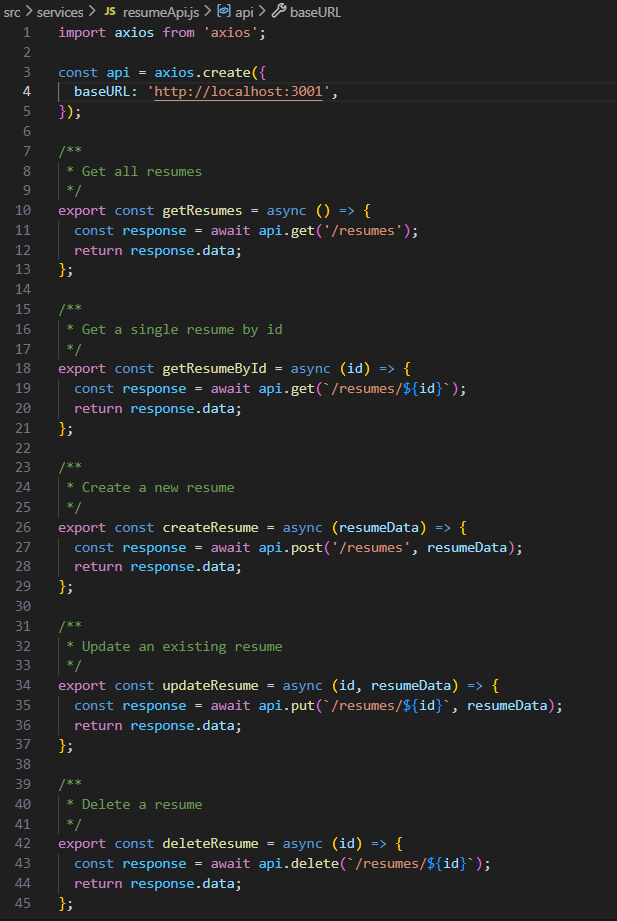 src > services > JS resumeApi.js > api > baseURL
1 import axios from 'axios';
2
3 const api = axios.create({
4   baseURL: 'http://localhost:3001',
5 });
6
7 /**
8  * Get all resumes
9  */
10 export const getResumes = async () => {
11   const response = await api.get('/resumes');
12   return response.data;
13 };
14
15 /**
16  * Get a single resume by id
17  */
18 export const getResumeById = async (id) => {
19   const response = await api.get(`/resumes/${id}`);
20   return response.data;
21 };
22
23 /**
24  * Create a new resume
25  */
26 export const createResume = async (resumeData) => {
27   const response = await api.post('/resumes', resumeData);
28   return response.data;
29 };
30
31 /**
32  * Update an existing resume
33  */
34 export const updateResume = async (id, resumeData) => {
35   const response = await api.put(`/resumes/${id}`, resumeData);
36   return response.data;
37 };
38
39 /**
40  * Delete a resume
41  */
42 export const deleteResume = async (id) => {
43   const response = await api.delete(`/resumes/${id}`);
44   return response.data;
45 };